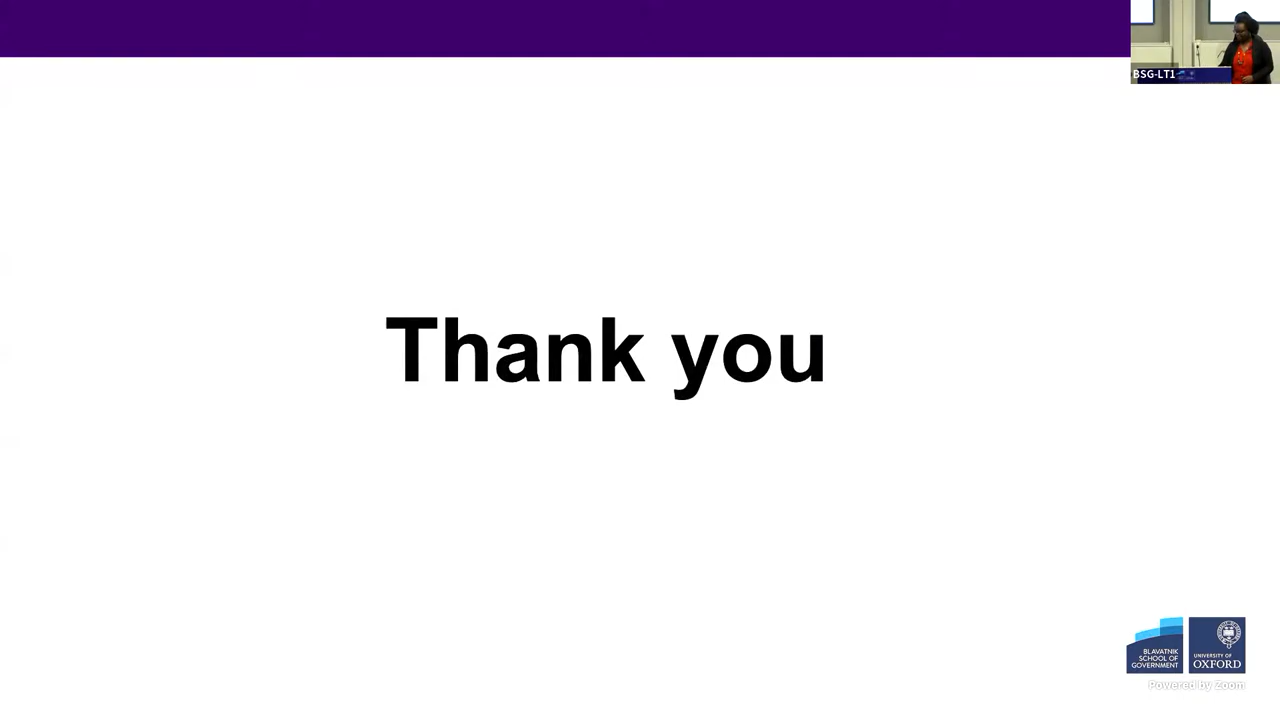 BSG-LT1
Thank you
BLAVATNIK
SCHOOL OF
GOVERNMENT
UNIVERSITY OF
OXFORD
Powered by Zoom